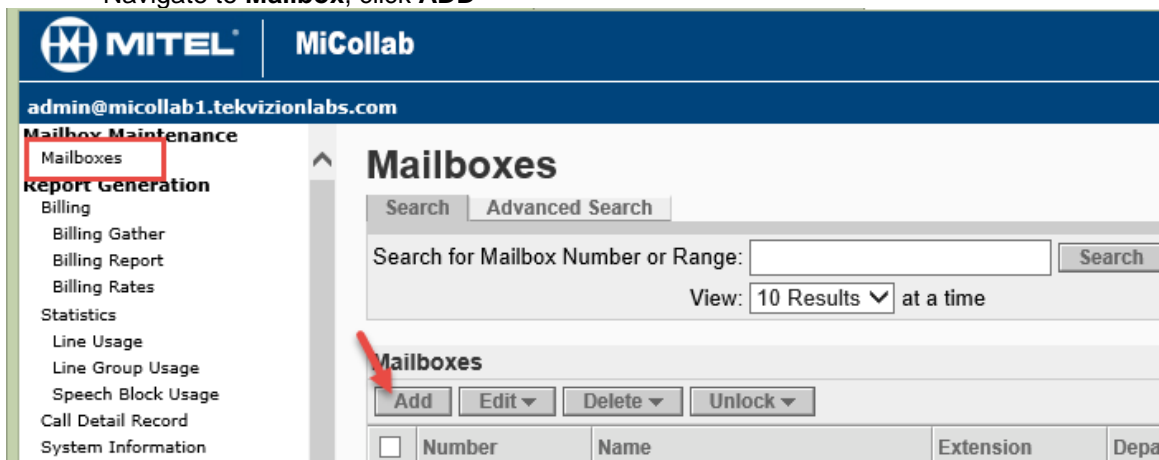 Navigate to Mailbox, click ADD
MITEL MiCollab
admin@micollab1.tekvizionlabs.com
Mailbox Maintenance
Mailboxes
Report Generation
Billing
Billing Gather
Billing Report
Billing Rates
Statistics
Line Usage
Line Group Usage
Speech Block Usage
Call Detail Record
System Information
Mailboxes
Search Advanced Search
Search for Mailbox Number or Range: Search
View: 10 Results at a time
Mailboxes
Add Edit Delete Unlock
Number Name Extension Depa